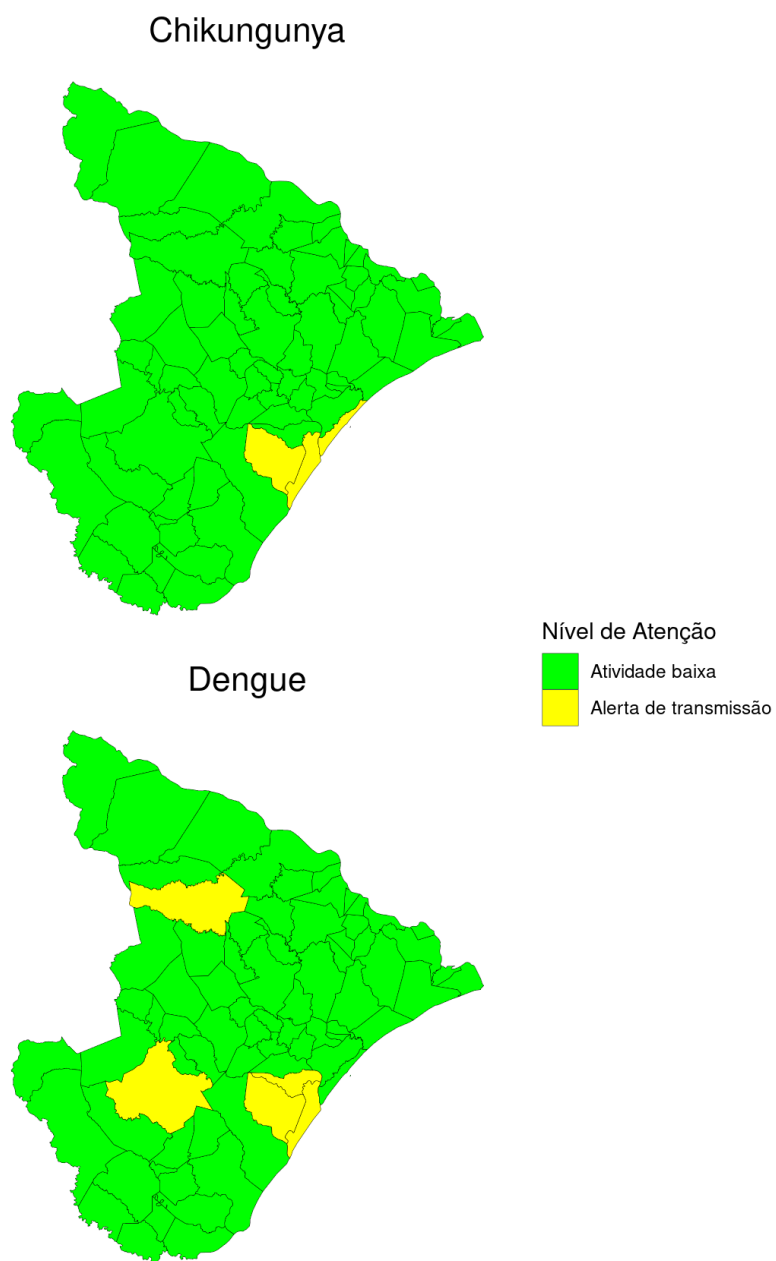 Chikungunya
Nível de Atenção
Atividade baixa
Alerta de transmissão
Dengue